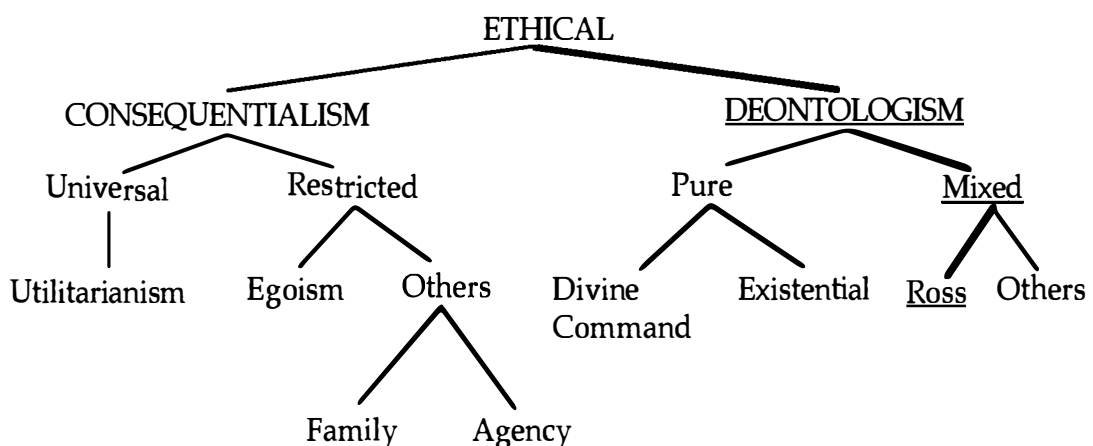 ETHICAL
CONSEQUENTIALISM
DEONTOLOGISM
Universal
Restricted
Pure
Mixed
Utilitarianism
Egoism
Others
Divine
Command
Existential
Ross
Others
Family
Agency